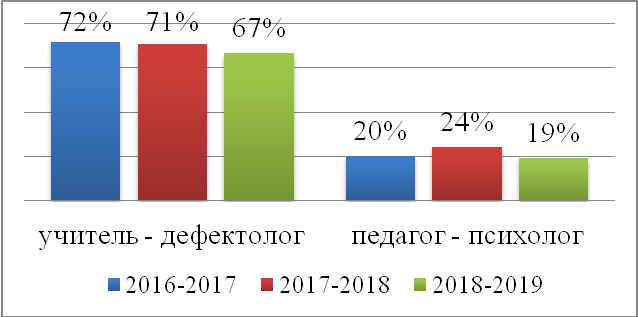 72% 71% 67%
20% 24% 19%
учитель - дефектолог педагог - психолог
2016-2017 2017-2018 2018-2019